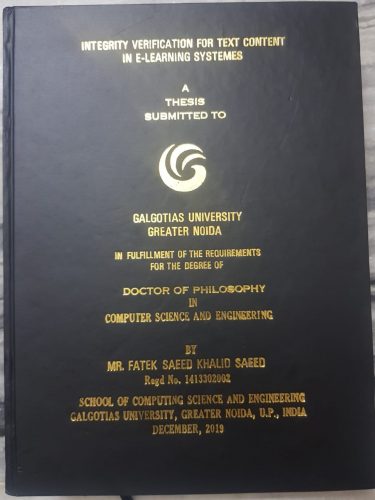 INTEGRITY VERIFICATION FOR TEXT CONTENT
IN E-LEARNING SYSTEMES
A
THESIS
SUBMITTED TO
GALGOTIAS UNIVERSITY
GREATER NOIDA
IN FULFILLMENT OF THE REQUIREMENTS
FOR THE DEGREE OF
DOCTOR OF PHILOSOPHY
IN
COMPUTER SCIENCE AND ENGINEERING
BY
MR. FATEK SAEED KHALID SAEED
Regd No. 1413302002
SCHOOL OF COMPUTING SCIENCE AND ENGINEERING
GALGOTIAS UNIVERSITY, GREATER NOIDA, U.P., INDIA
DECEMBER, 2019